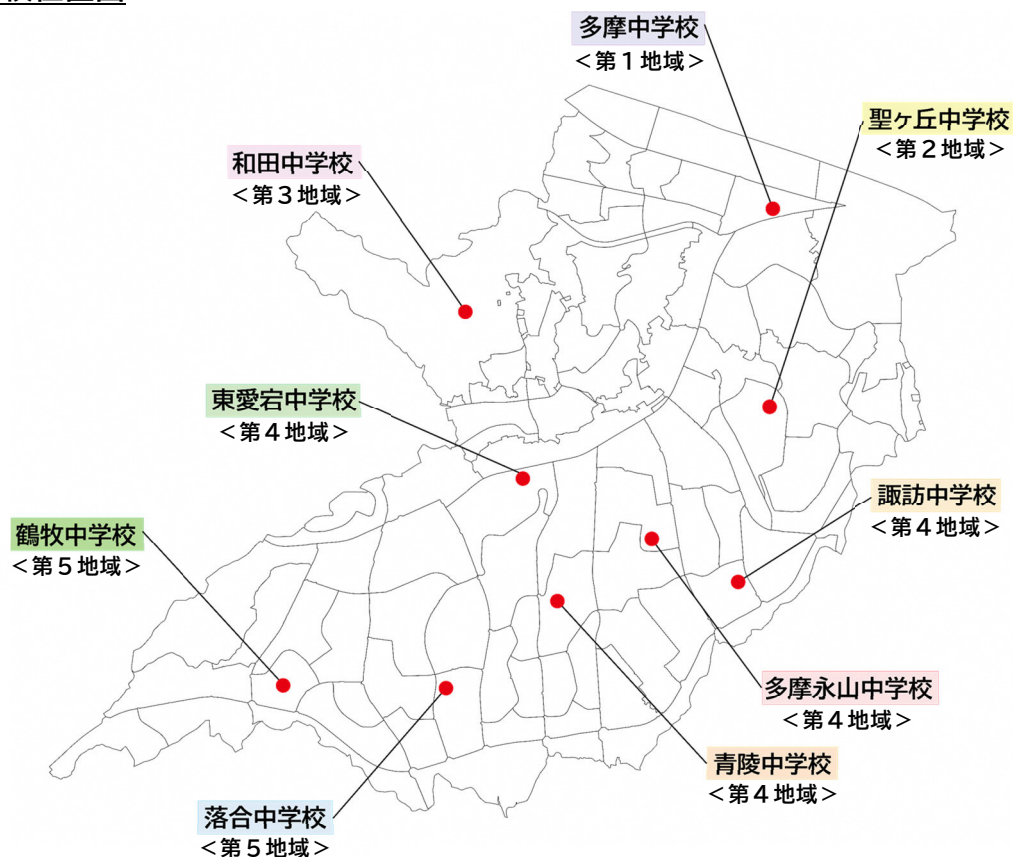 多摩中学校
＜第１地域＞
聖ヶ丘中学校
＜第２地域＞
和田中学校
＜第３地域＞
東愛宕中学校
＜第４地域＞
諏訪中学校
＜第４地域＞
鶴牧中学校
＜第５地域＞
多摩永山中学校
＜第４地域＞
青陵中学校
＜第４地域＞
落合中学校
＜第５地域＞